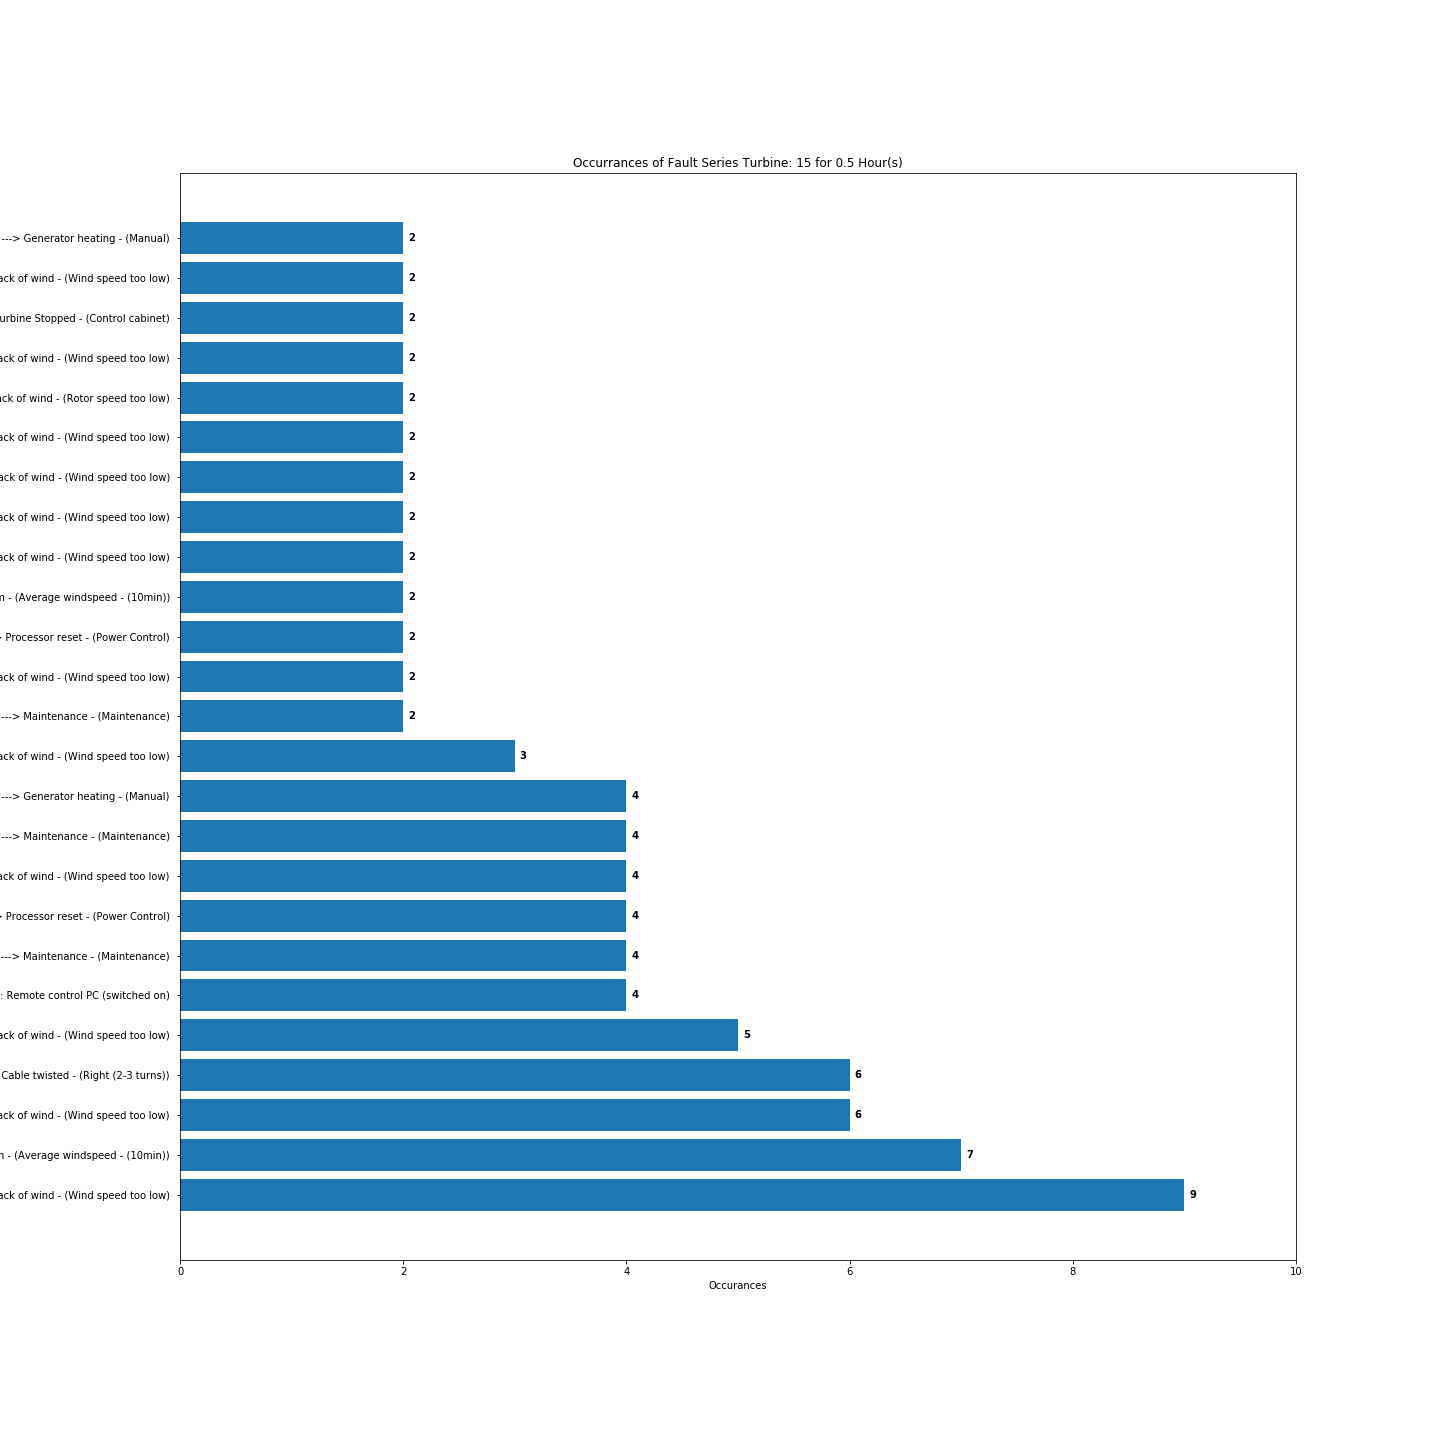 Occurrances of Fault Series Turbine: 15 for 0.5 Hour(s)
---> Generator heating - (Manual) 2
ack of wind - (Wind speed too low) 2
urbine Stopped - (Control cabinet) 2
ack of wind - (Wind speed too low) 2
ack of wind - (Rotor speed too low) 2
ack of wind - (Wind speed too low) 2
ack of wind - (Wind speed too low) 2
ack of wind - (Wind speed too low) 2
ack of wind - (Wind speed too low) 2
- (Average windspeed - (10min)) 2
Processor reset - (Power Control) 2
ack of wind - (Wind speed too low) 2
---> Maintenance - (Maintenance) 2
ack of wind - (Wind speed too low) 3
---> Generator heating - (Manual) 4
---> Maintenance - (Maintenance) 4
ack of wind - (Wind speed too low) 4
> Processor reset - (Power Control) 4
---> Maintenance - (Maintenance) 4
: Remote control PC (switched on) 4
ack of wind - (Wind speed too low) 5
Cable twisted - (Right (2-3 turns)) 6
ack of wind - (Wind speed too low) 6
- (Average windspeed - (10min)) 7
ack of wind - (Wind speed too low) 9
0 2 4 6 8 10
Occurances